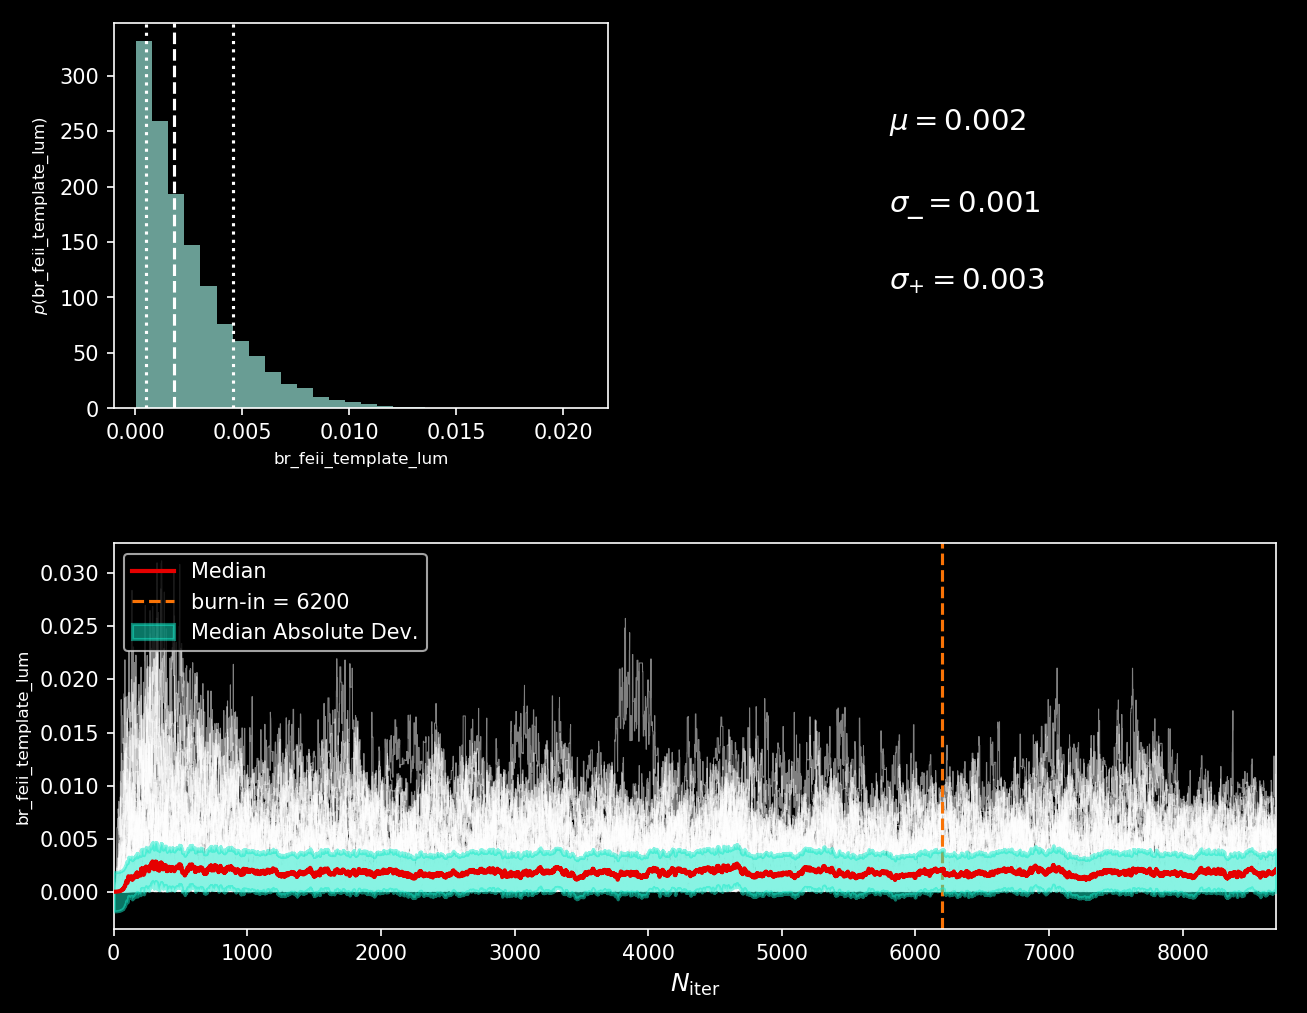 300
250
200
150
100
50
0
p(br_feii_template_lum)
0.000 0.005 0.010 0.015 0.020
br_feii_template_lum
μ = 0.002
σ₋ = 0.001
σ₊ = 0.003
Median
burn-in = 6200
Median Absolute Dev.
0.030
0.025
0.020
0.015
0.010
0.005
0.000
br_feii_template_lum
0 1000 2000 3000 4000 5000 6000 7000 8000
N_iter